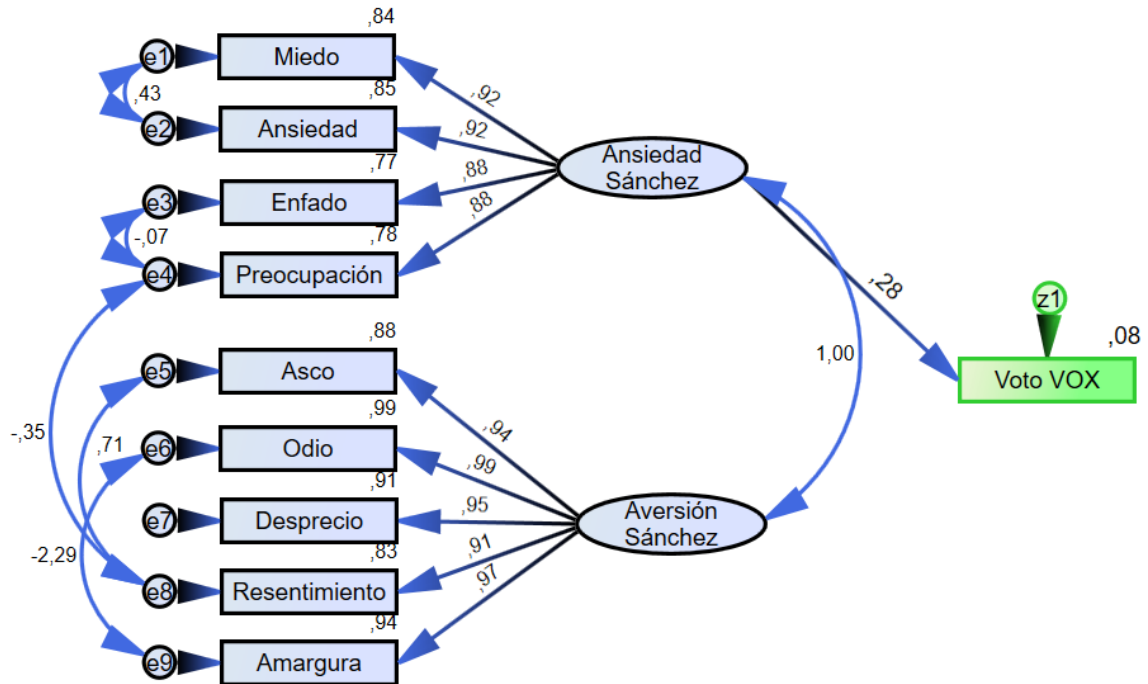 ,84
e1
Miedo
,43
,85
,92
e2
Ansiedad
,92
Ansiedad
Sánchez
,77
e3
Enfado
,88
-,07
,78
,88
e4
Preocupación
,28
z1
,08
1,00
Voto VOX
,88
e5
Asco
-,35
,71
,99
,94
e6
Odio
,99
,91
e7
Desprecio
,95
Aversión
Sánchez
-2,29
,83
,91
e8
Resentimiento
,97
,94
e9
Amargura